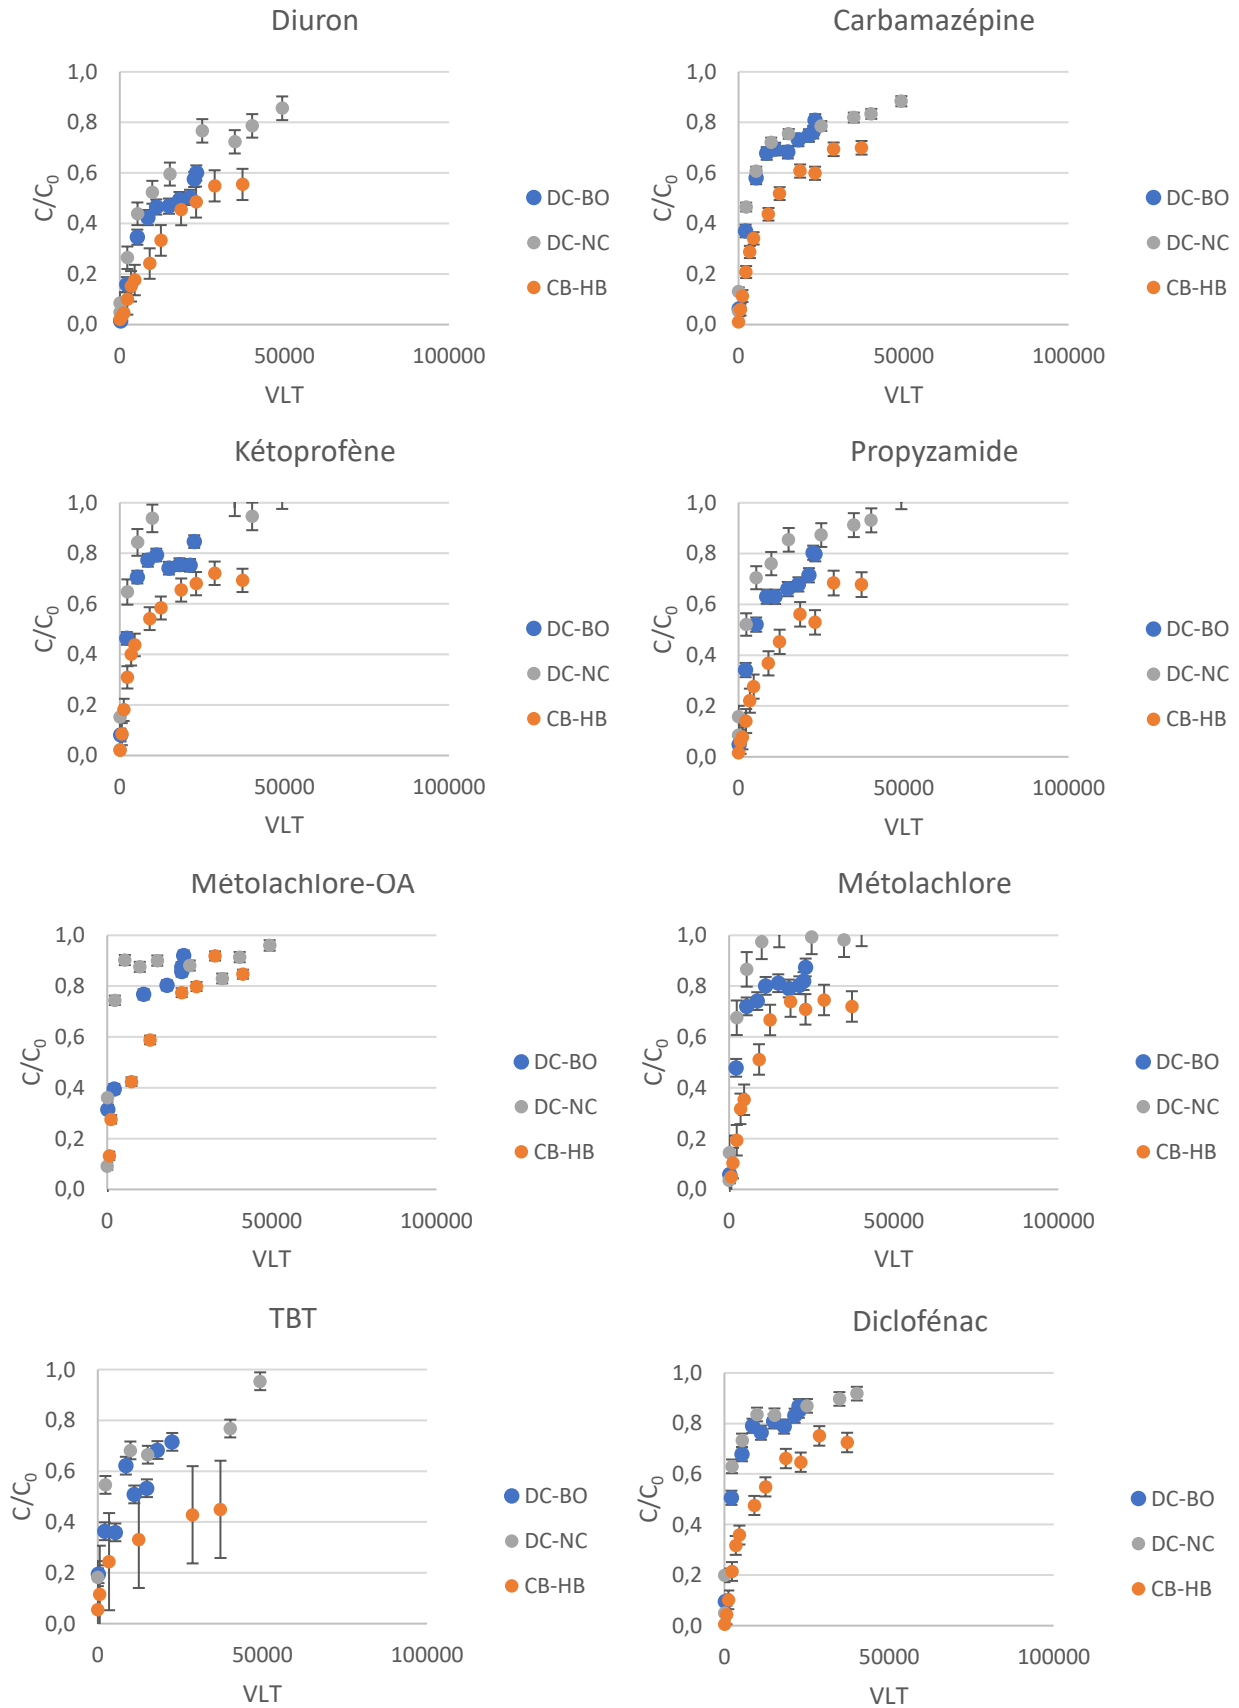 Diuron
1,0
0,8
0,6
0,4
0,2
0,0
C/C₀
0 50000 100000
VLT
DC-BO
DC-NC
CB-HB
Carbamazépine
1,0
0,8
0,6
0,4
0,2
0,0
C/C₀
0 50000 100000
VLT
DC-BO
DC-NC
CB-HB
Kétoprofène
1,0
0,8
0,6
0,4
0,2
0,0
C/C₀
0 50000 100000
VLT
DC-BO
DC-NC
CB-HB
Propyzamide
1,0
0,8
0,6
0,4
0,2
0,0
C/C₀
0 50000 100000
VLT
DC-BO
DC-NC
CB-HB
Métolachlore-OA
1,0
0,8
0,6
0,4
0,2
0,0
C/C₀
0 50000 100000
VLT
DC-BO
DC-NC
CB-HB
Métolachlore
1,0
0,8
0,6
0,4
0,2
0,0
C/C₀
0 50000 100000
VLT
DC-BO
DC-NC
CB-HB
TBT
1,0
0,8
0,6
0,4
0,2
0,0
C/C₀
0 50000 100000
VLT
DC-BO
DC-NC
CB-HB
Diclofénac
1,0
0,8
0,6
0,4
0,2
0,0
C/C₀
0 50000 100000
VLT
DC-BO
DC-NC
CB-HB